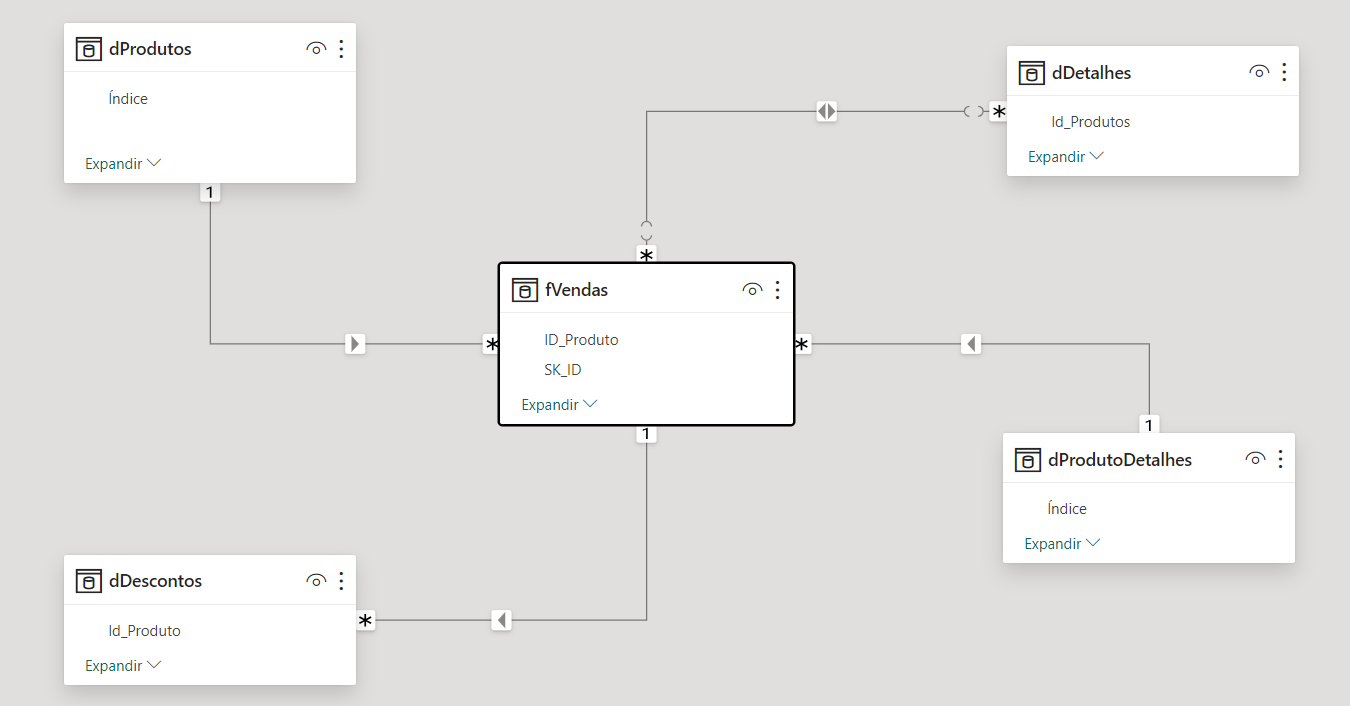 dProdutos
Índice
Expandir
1
dDetalhes
Id_Produtos
Expandir
*
*
fVendas
ID_Produto
SK_ID
Expandir
*
*
1
dProdutoDetalhes
Índice
Expandir
1
dDescontos
Id_Produto
Expandir
*